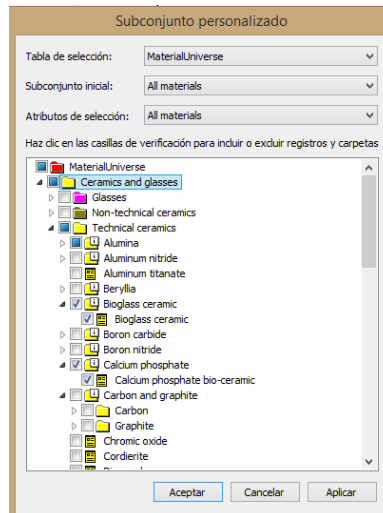 Subconjunto personalizado
Tabla de selección: MaterialUniverse
Subconjunto inicial: All materials
Atributos de selección: All materials
Haz clic en las casillas de verificación para incluir o excluir registros y carpetas
MaterialUniverse
Ceramics and glasses
Glasses
Non-technical ceramics
Technical ceramics
Alumina
Aluminum nitride
Aluminum titanate
Beryllia
Bioglass ceramic
Bioglass ceramic
Boron carbide
Boron nitride
Calcium phosphate
Calcium phosphate bio-ceramic
Carbon and graphite
Carbon
Graphite
Chromic oxide
Cordierite
Aceptar Cancelar Aplicar